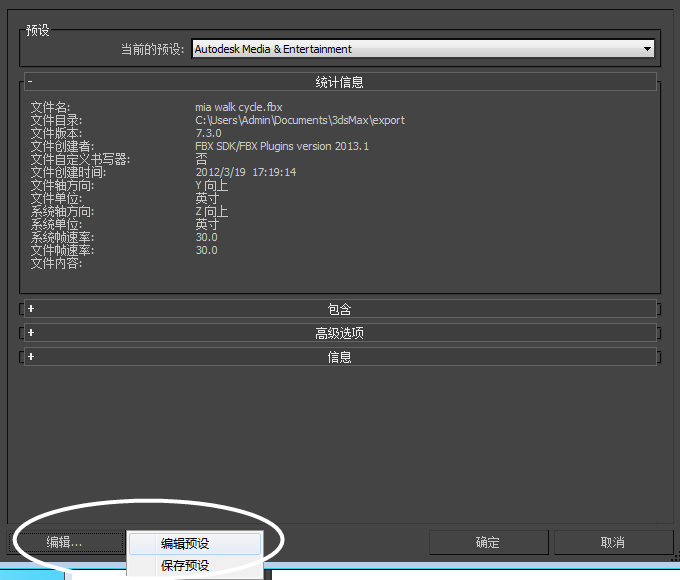 预设
当前的预设: Autodesk Media & Entertainment
- 统计信息
文件名: mia walk cycle.fbx
文件目录: C:\Users\Admin\Documents\3dsMax\export
文件版本: 7.3.0
文件创建者: FBX SDK/FBX Plugins version 2013.1
文件自定义书写器: 否
文件创建时间: 2012/3/19 17:19:14
文件轴方向: Y 向上
文件单位: 英寸
系统轴方向: Z 向上
系统单位: 英寸
系统帧速率: 30.0
文件帧速率: 30.0
文件内容:
+ 包含
+ 高级选项
+ 信息
编辑... 编辑预设 确定 取消
保存预设